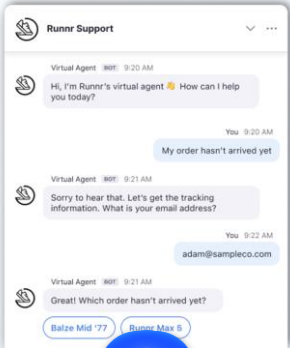 Runnr Support
Virtual Agent BOT 9:20 AM
Hi, I'm Runnr's virtual agent 👋 How can I help
you today?
You 9:20 AM
My order hasn't arrived yet
Virtual Agent BOT 9:21 AM
Sorry to hear that. Let's get the tracking
information. What is your email address?
You 9:22 AM
adam@sampleco.com
Virtual Agent BOT 9:21 AM
Great! Which order hasn't arrived yet?
Balze Mid '77 Runnr Max 5